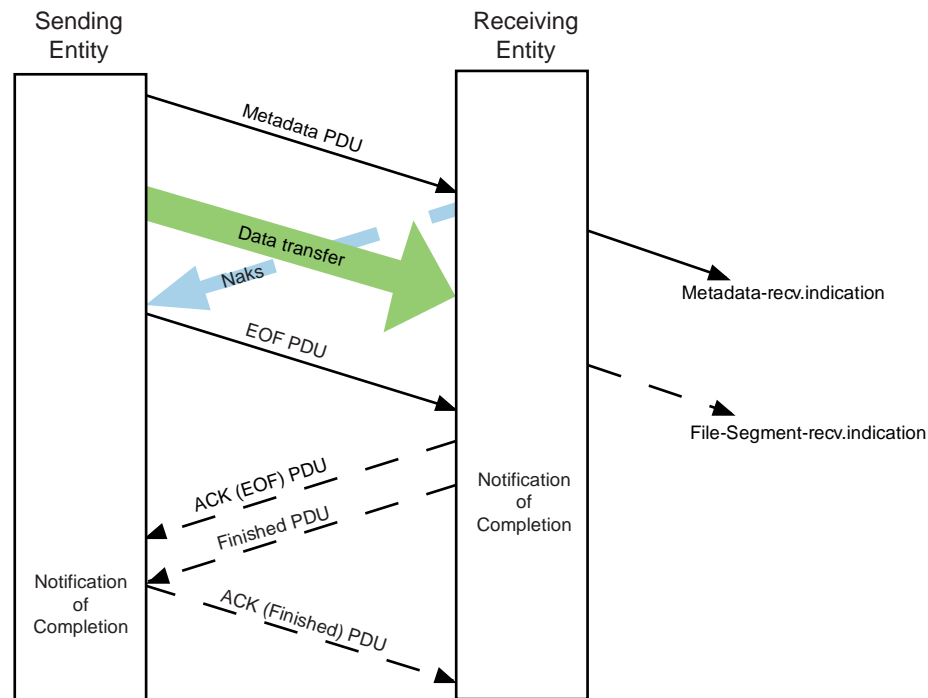 Sending
Entity
Receiving
Entity
Metadata PDU
Data transfer
Naks
Metadata-recv.indication
EOF PDU
File-Segment-recv.indication
ACK (EOF) PDU
Finished PDU
Notification
of
Completion
Notification
of
Completion
ACK (Finished) PDU